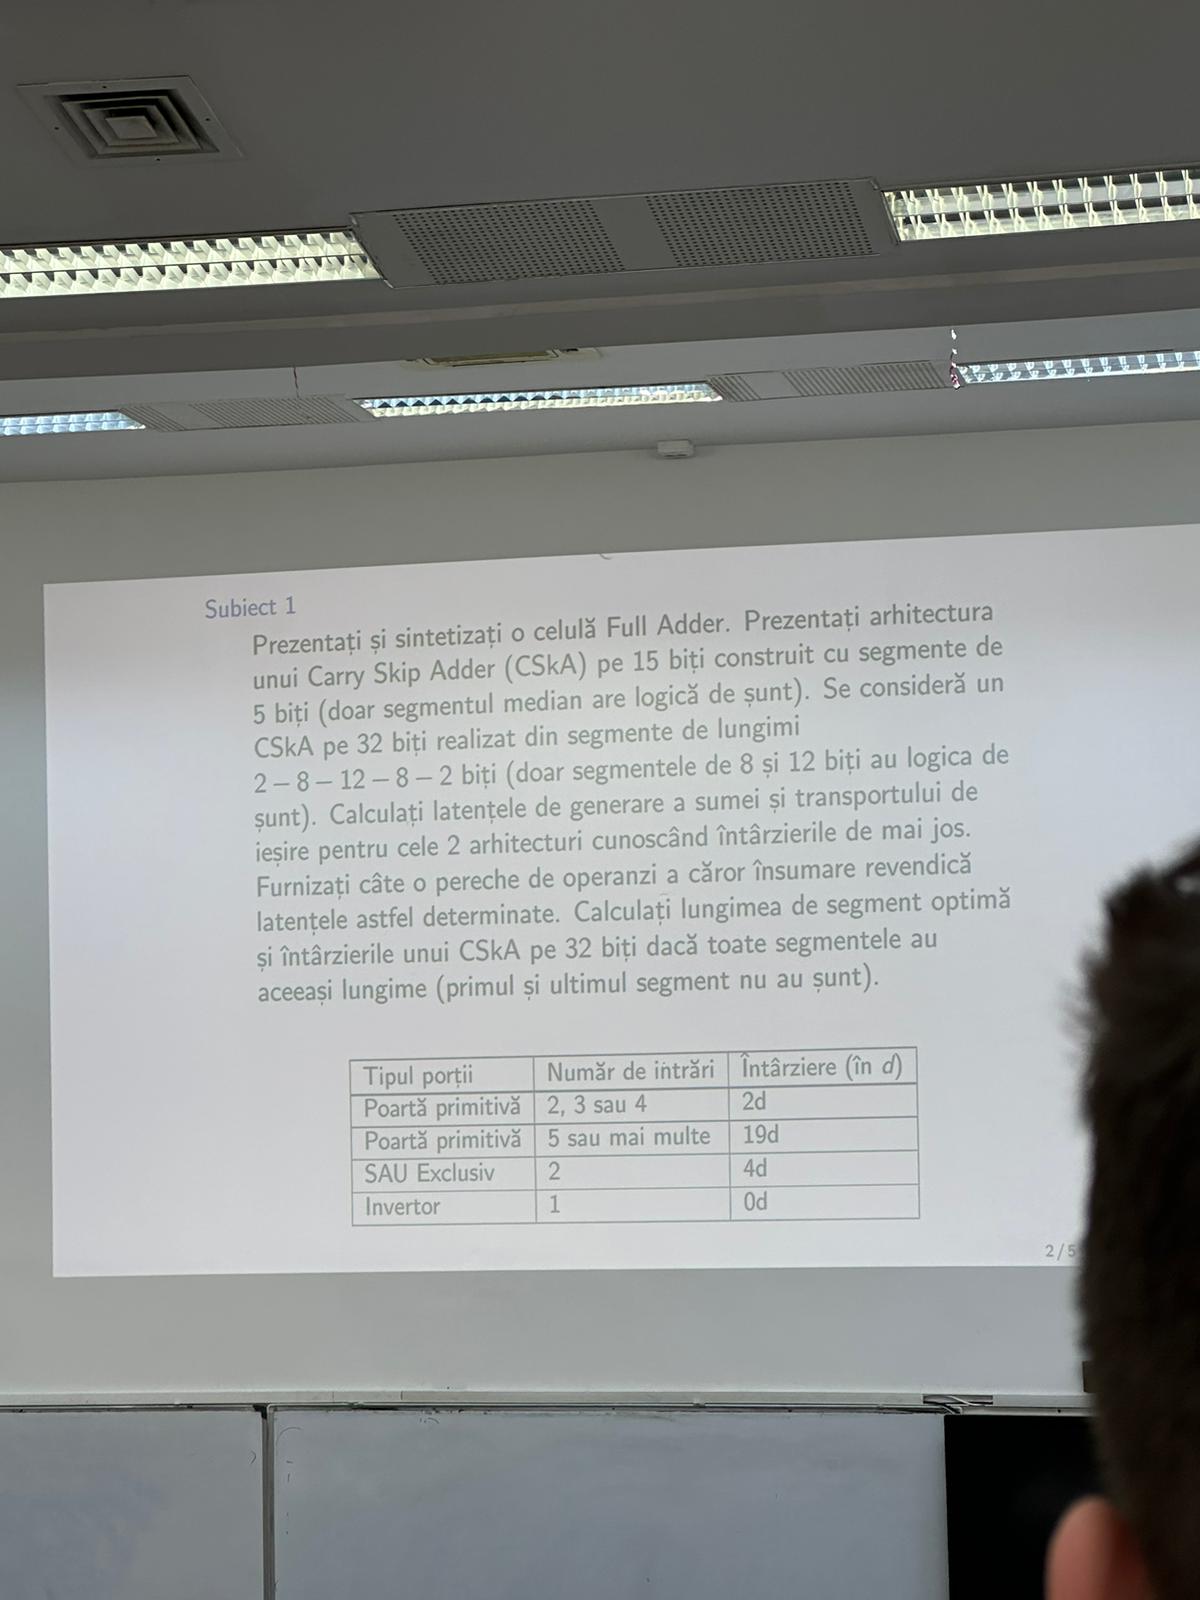 Subiect 1
Prezentați și sintetizați o celulă Full Adder. Prezentați arhitectura
unui Carry Skip Adder (CSkA) pe 15 biți construit cu segmente de
5 biți (doar segmentul median are logică de șunt). Se consideră un
CSkA pe 32 biți realizat din segmente de lungimi
2 – 8 – 12 – 8 – 2 biți (doar segmentele de 8 și 12 biți au logica de
șunt). Calculați latențele de generare a sumei și transportului de
ieșire pentru cele 2 arhitecturi cunoscând întârzierile de mai jos.
Furnizați câte o pereche de operanzi a căror însumare revendică
latențele astfel determinate. Calculați lungimea de segment optimă
și întârzierile unui CSkA pe 32 biți dacă toate segmentele au
aceeași lungime (primul și ultimul segment nu au șunt).
Tipul porții Număr de intrări Întârziere (în d)
Poartă primitivă 2, 3 sau 4 2d
Poartă primitivă 5 sau mai multe 19d
SAU Exclusiv 2 4d
Invertor 1 0d
2 / 5